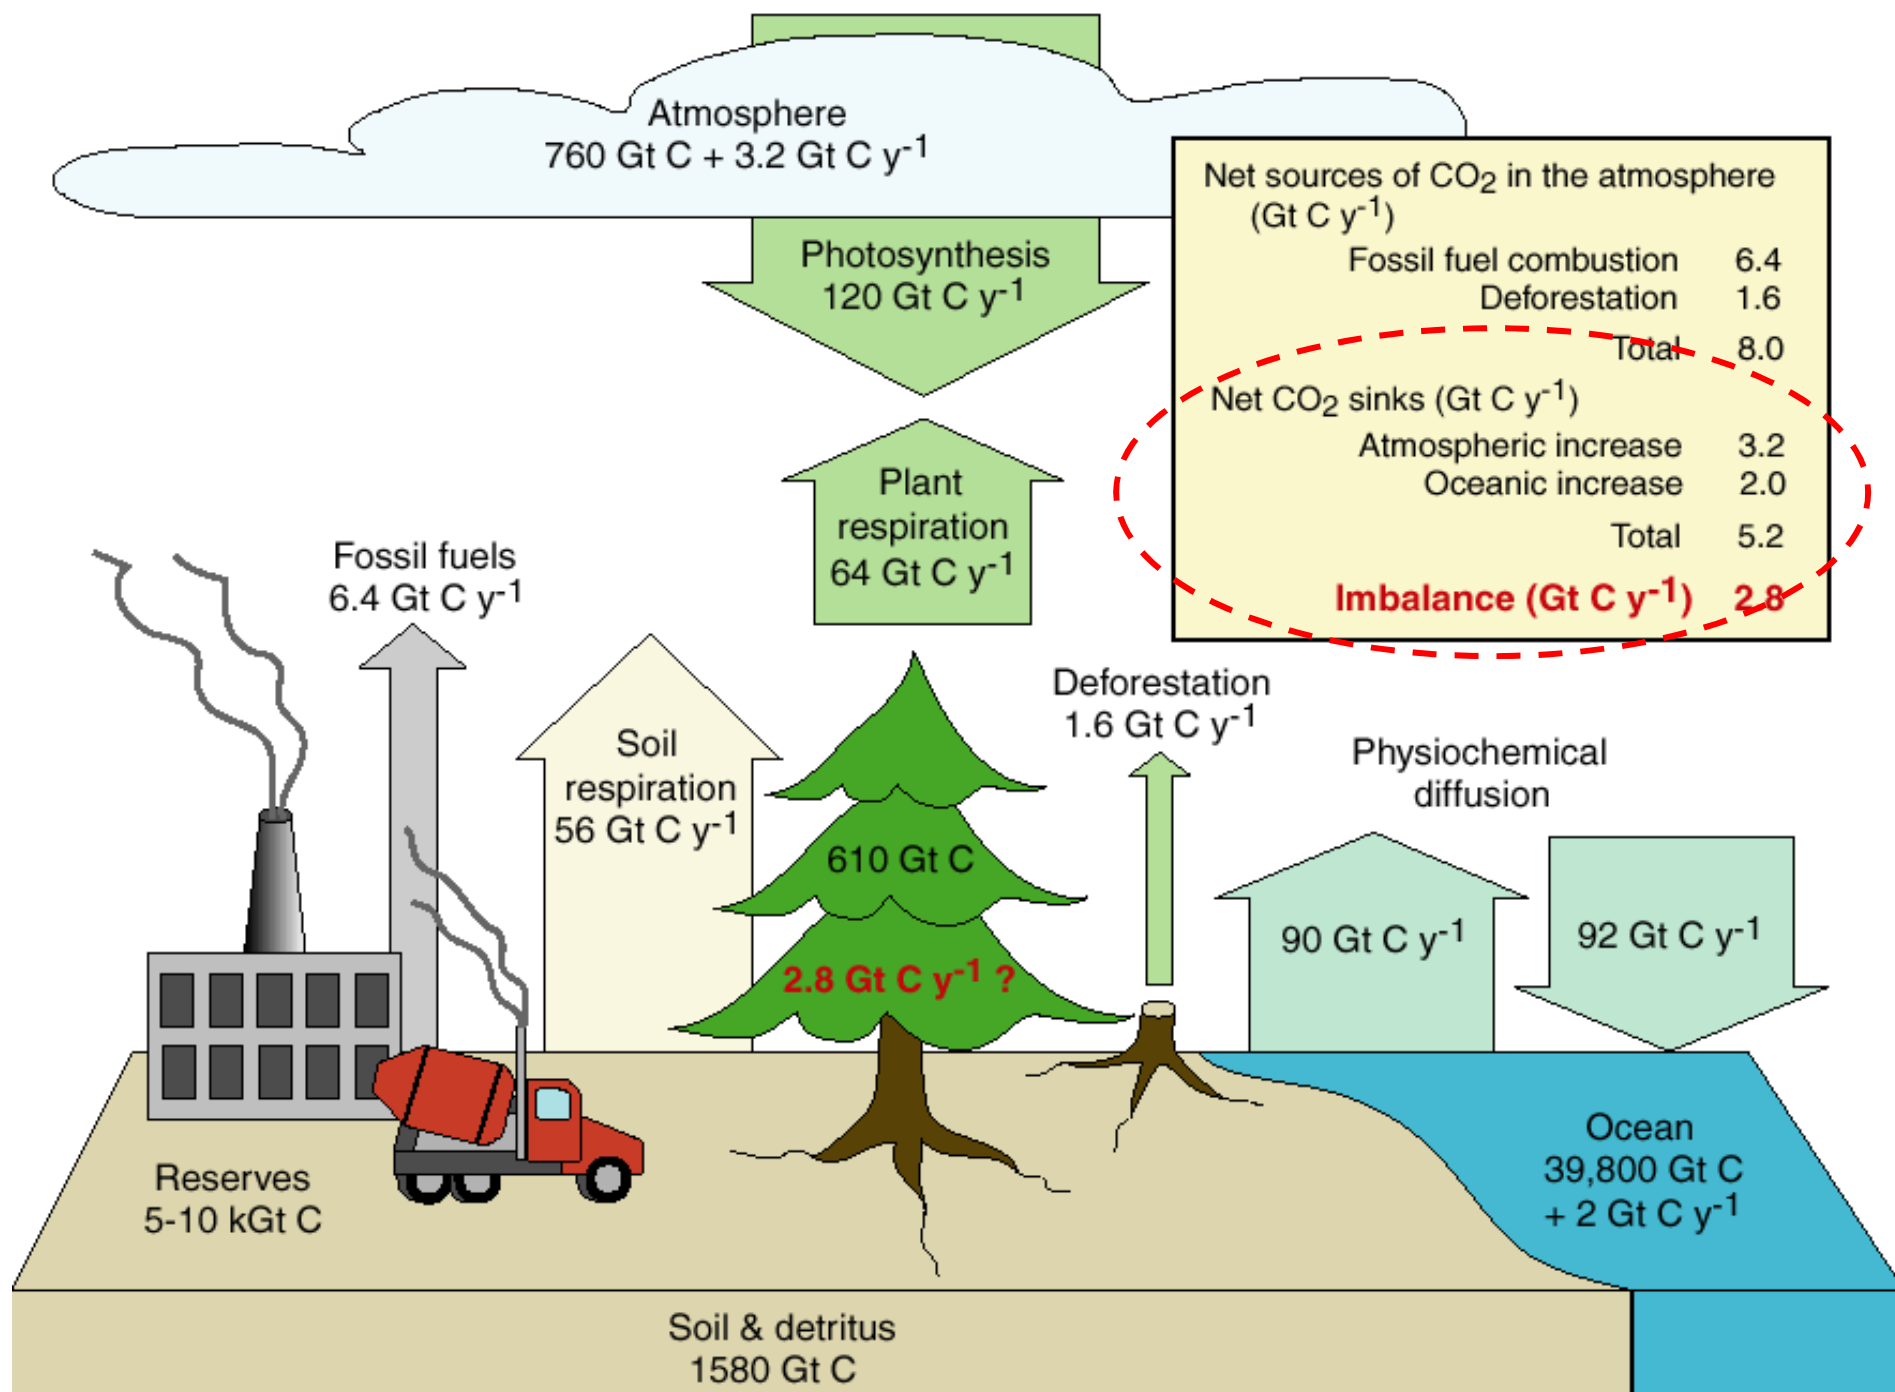 Atmosphere
760 Gt C + 3.2 Gt C y-1
Net sources of CO2 in the atmosphere
(Gt C y-1)
Fossil fuel combustion 6.4
Deforestation 1.6
Total 8.0
Net CO2 sinks (Gt C y-1)
Atmospheric increase 3.2
Oceanic increase 2.0
Total 5.2
Imbalance (Gt C y-1) 2.8
Photosynthesis
120 Gt C y-1
Plant
respiration
64 Gt C y-1
Fossil fuels
6.4 Gt C y-1
Soil
respiration
56 Gt C y-1
610 Gt C
2.8 Gt C y-1 ?
Deforestation
1.6 Gt C y-1
Physiochemical
diffusion
90 Gt C y-1
92 Gt C y-1
Reserves
5-10 kGt C
Ocean
39,800 Gt C
+ 2 Gt C y-1
Soil & detritus
1580 Gt C